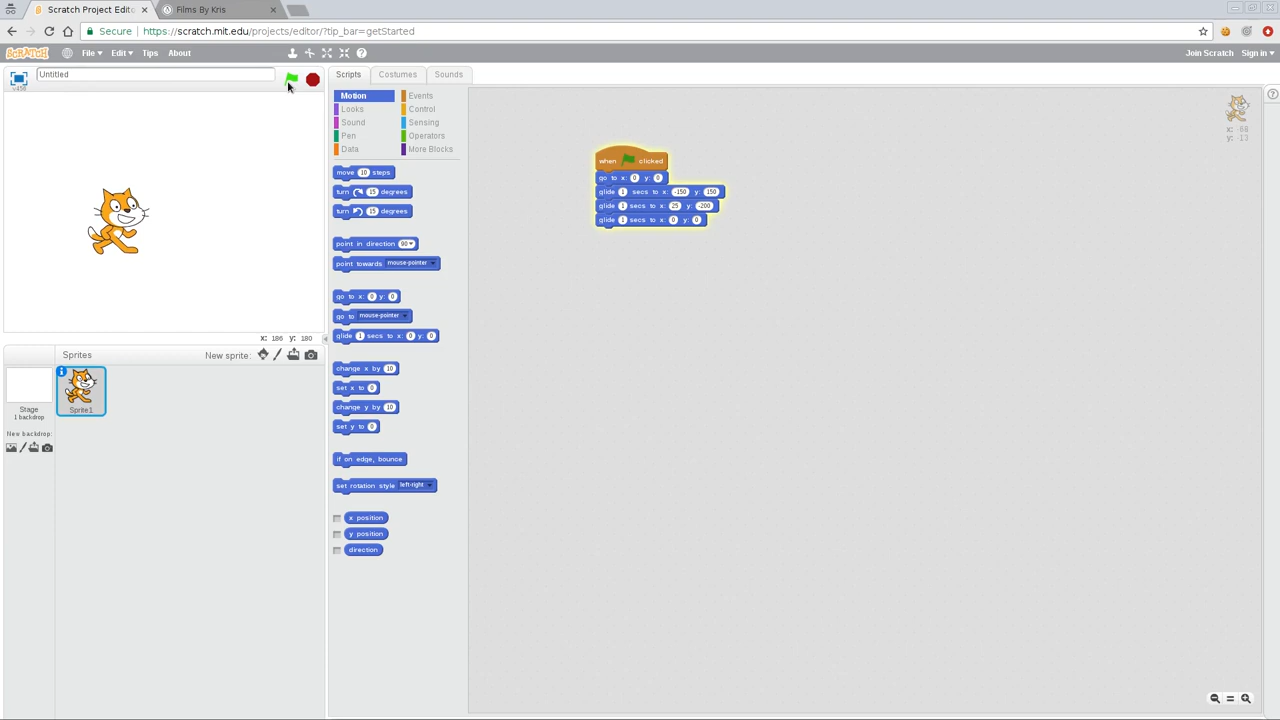 Scratch Project Edit
Films By Kris
Secure
https://scratch.mit.edu/projects/editor/?tip_bar=getStarted
SCRATCH
File
Edit
Tips
About
Join Scratch
Sign in
Untitled
v456
Scripts
Costumes
Sounds
Motion
Events
Looks
Control
Sound
Sensing
Pen
Operators
Data
More Blocks
move 10 steps
turn 15 degrees
turn 15 degrees
point in direction 90
point towards mouse-pointer
go to x: 0 y: 0
go to mouse-pointer
glide 1 secs to x: 0 y: 0
change x by 10
set x to 0
change y by 10
set y to 0
if on edge, bounce
set rotation style left-right
x position
y position
direction
when clicked
go to x: 0 y: 0
glide 1 secs to x: -150 y: 150
glide 1 secs to x: 25 y: -200
glide 1 secs to x: 0 y: 0
x: -68
y: -13
x: 186 y: 180
Sprites
New sprite:
Sprite1
Stage
1 backdrop
New backdrop: